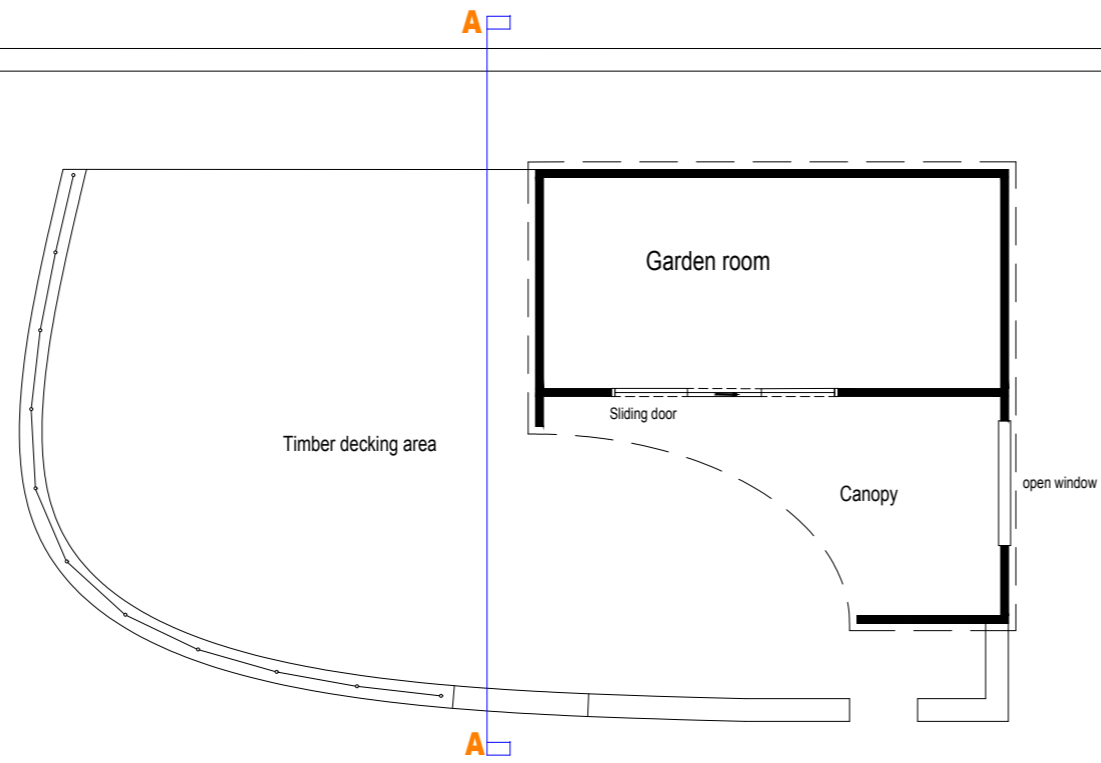 A
Garden room
Sliding door
Timber decking area
open window
Canopy
A